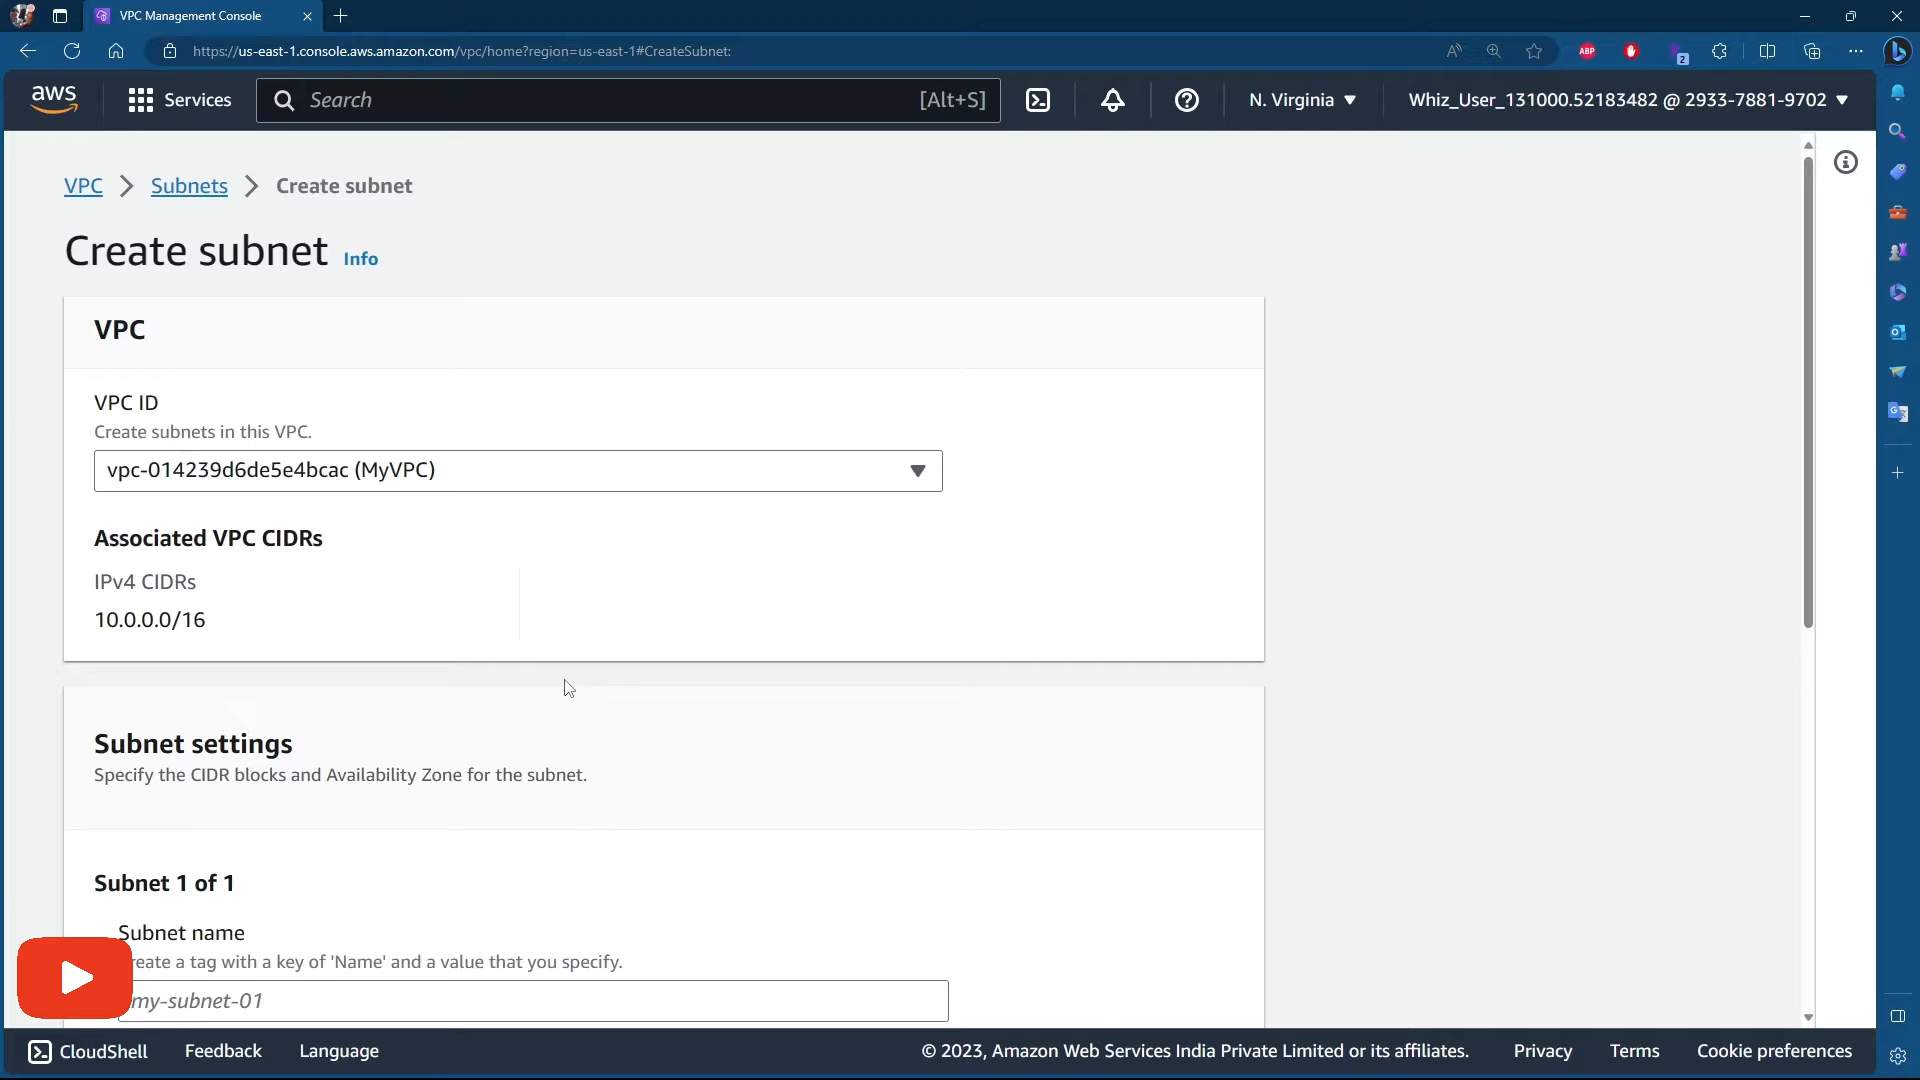 VPC Management Console
https://us-east-1.console.aws.amazon.com/vpc/home?region=us-east-1#CreateSubnet:
ABP
2
aws
Services
Search
[Alt+S]
N. Virginia
Whiz_User_131000.52183482 @ 2933-7881-9702
VPC
Subnets
Create subnet
Create subnet
Info
VPC
VPC ID
Create subnets in this VPC.
vpc-014239d6de5e4bcac (MyVPC)
Associated VPC CIDRs
IPv4 CIDRs
10.0.0.0/16
Subnet settings
Specify the CIDR blocks and Availability Zone for the subnet.
Subnet 1 of 1
Subnet name
reate a tag with a key of 'Name' and a value that you specify.
my-subnet-01
CloudShell
Feedback
Language
© 2023, Amazon Web Services India Private Limited or its affiliates.
Privacy
Terms
Cookie preferences